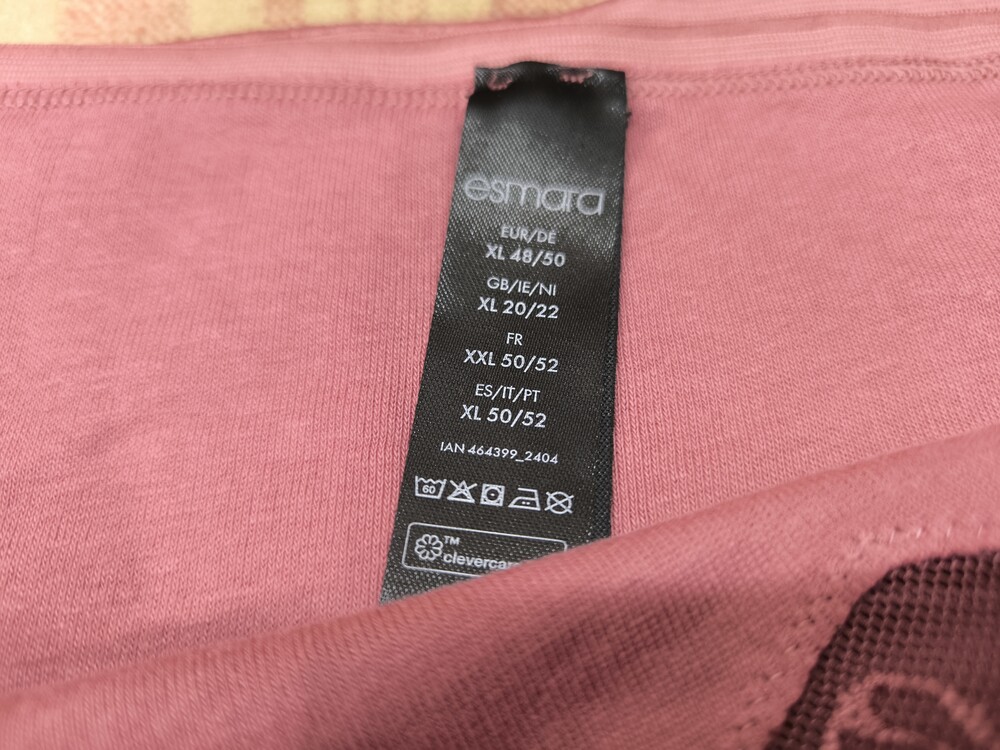 esmara
EUR/DE
XL 48/50
GB/IE/NI
XL 20/22
FR
XXL 50/52
ES/IT/PT
XL 50/52
IAN 464399_2404
60
™